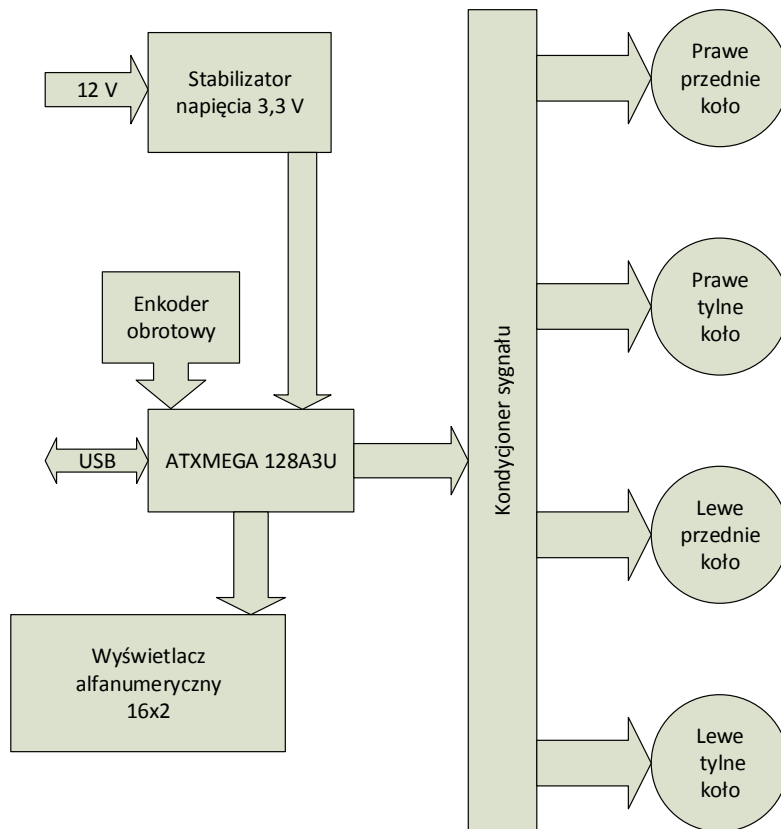 12 V
Stabilizator
napięcia 3,3 V
Enkoder
obrotowy
USB
ATXMEGA 128A3U
Wyświetlacz
alfanumeryczny
16x2
Kondycjoner sygnału
Prawe
przednie
koło
Prawe
tylne
koło
Lewe
przednie
koło
Lewe
tylne
koło